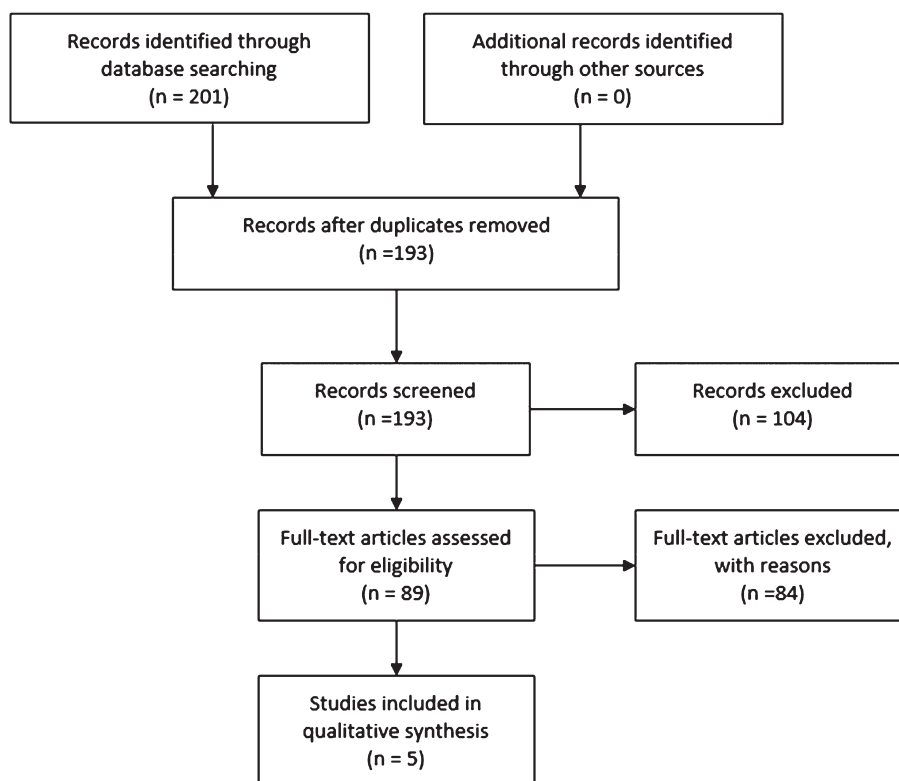 Records identified through
database searching
(n = 201)
Additional records identified
through other sources
(n = 0)
Records after duplicates removed
(n =193)
Records screened
(n =193)
Records excluded
(n = 104)
Full-text articles assessed
for eligibility
(n = 89)
Full-text articles excluded,
with reasons
(n =84)
Studies included in
qualitative synthesis
(n = 5)